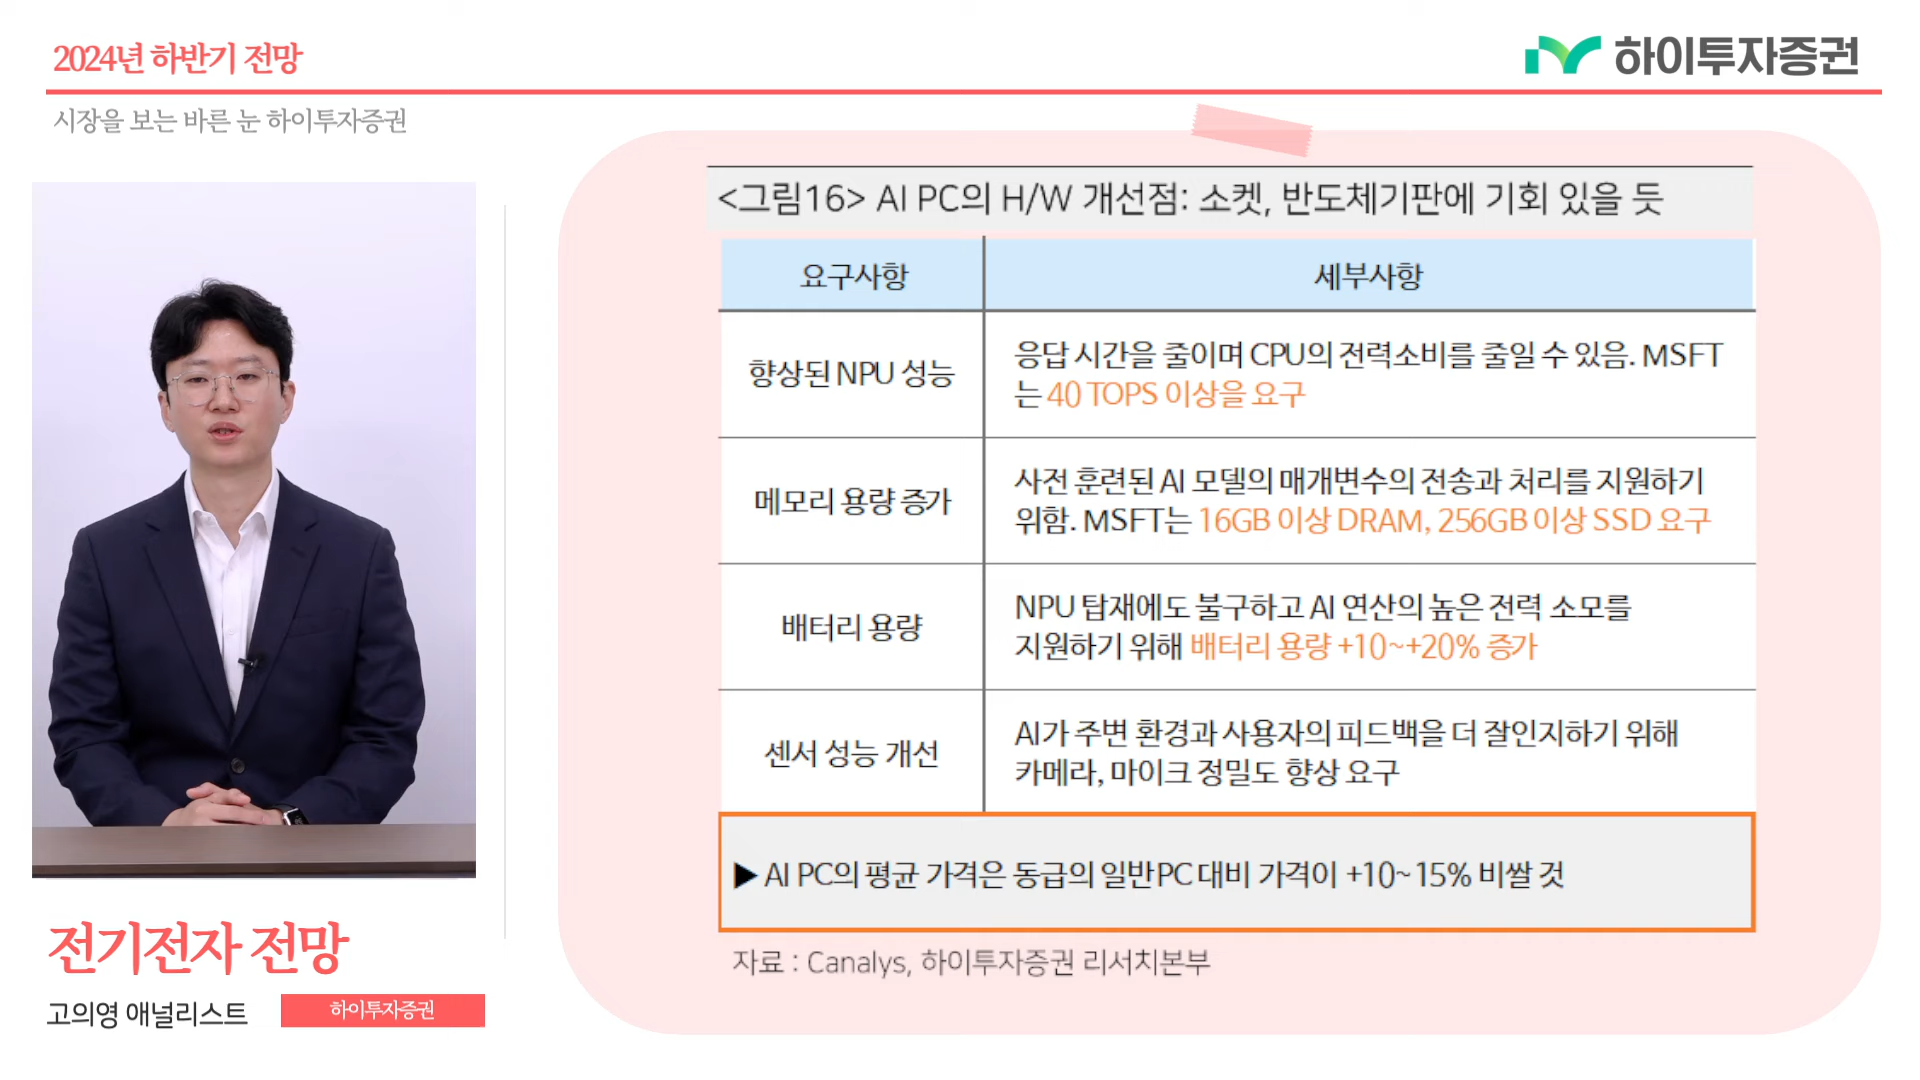 2024년 하반기 전망
하이투자증권
시장을 보는 바른 눈 하이투자증권
<그림16> AI PC의 H/W 개선점: 소켓, 반도체기판에 기회 있을 듯
요구사항
세부사항
향상된 NPU 성능
응답 시간을 줄이며 CPU의 전력소비를 줄일 수 있음. MSFT
는 40 TOPS 이상을 요구
메모리 용량 증가
사전 훈련된 AI 모델의 매개변수의 전송과 처리를 지원하기
위함. MSFT는 16GB 이상 DRAM, 256GB 이상 SSD 요구
배터리 용량
NPU 탑재에도 불구하고 AI 연산의 높은 전력 소모를
지원하기 위해 배터리 용량 +10~+20% 증가
센서 성능 개선
AI가 주변 환경과 사용자의 피드백을 더 잘인지하기 위해
카메라, 마이크 정밀도 향상 요구
▶ AI PC의 평균 가격은 동급의 일반PC 대비 가격이 +10~15% 비쌀 것
자료 : Canalys, 하이투자증권 리서치본부
전기전자 전망
고의영 애널리스트
하이투자증권